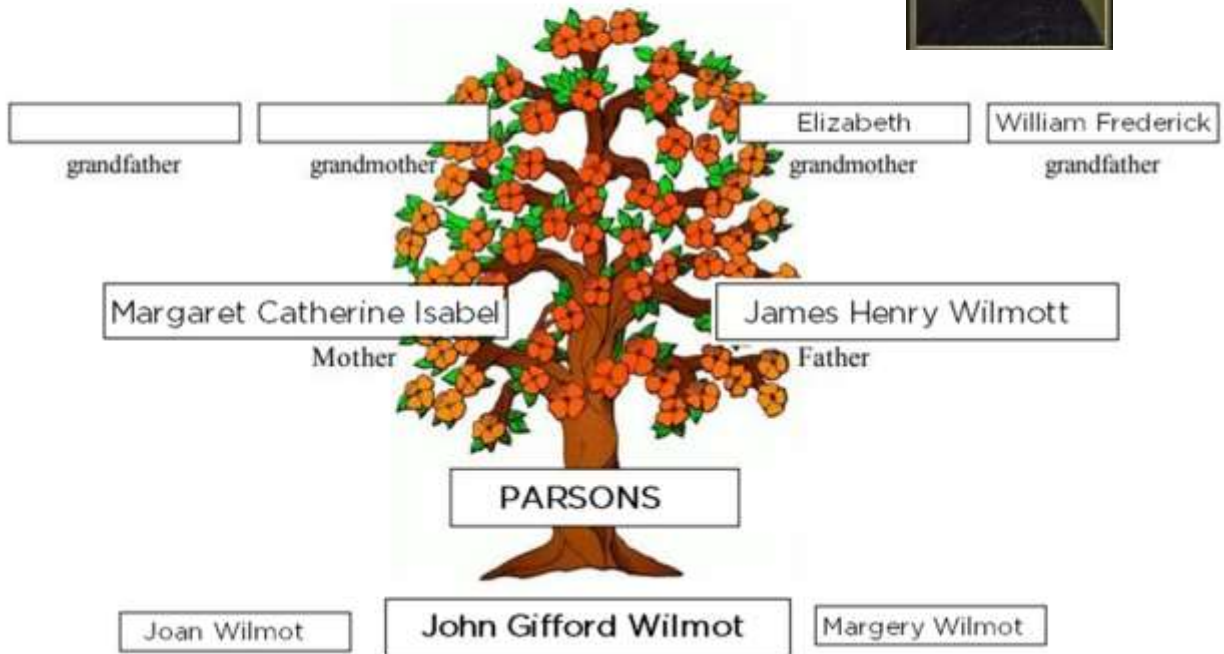 Elizabeth William Frederick
grandfather grandmother grandmother grandfather
Margaret Catherine Isabel James Henry Wilmott
Mother Father
PARSONS
Joan Wilmot John Gifford Wilmot Margery Wilmot